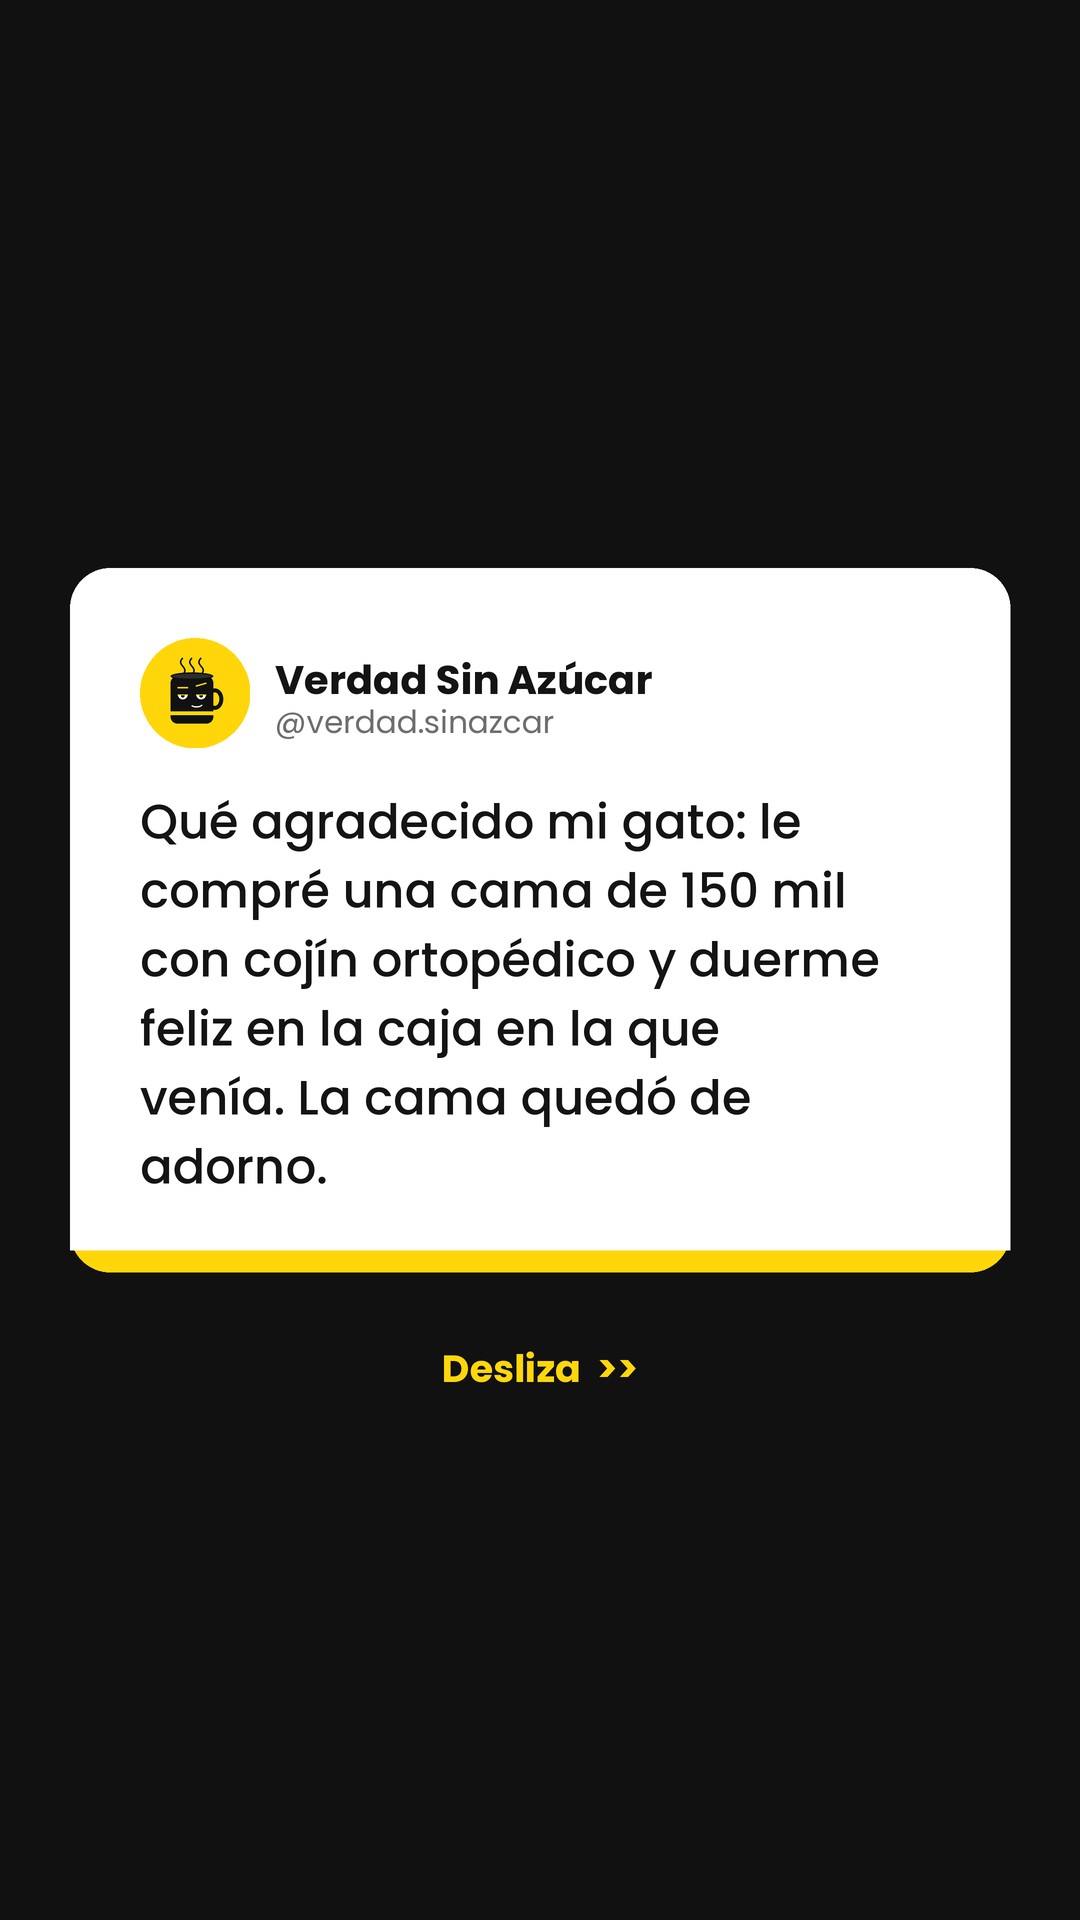 Verdad Sin Azúcar
@verdad.sinazcar
Qué agradecido mi gato: le
compré una cama de 150 mil
con cojín ortopédico y duerme
feliz en la caja en la que
venía. La cama quedó de
adorno.
Desliza >>